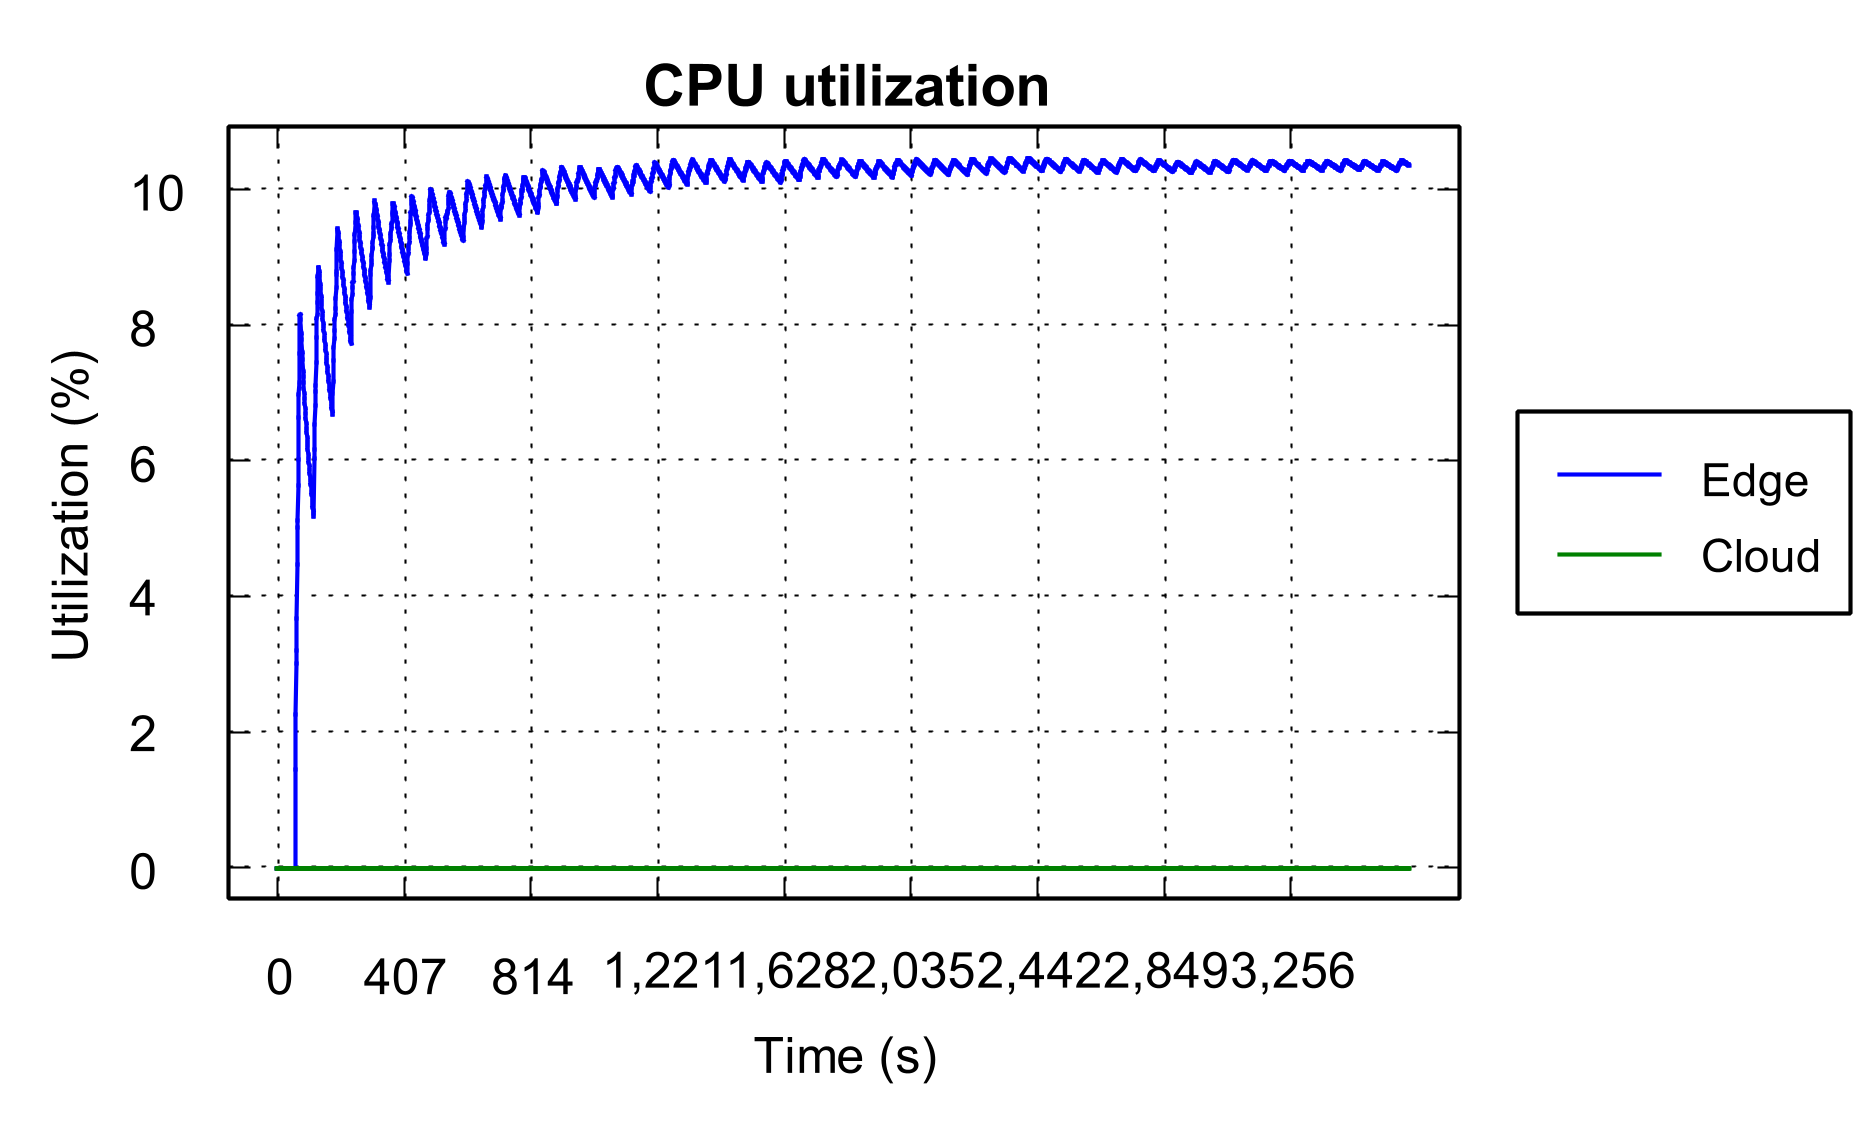 CPU utilization
10
8
6
4
2
0
Utilization (%)
0 407 814 1,2211,6282,0352,4422,8493,256
Time (s)
Edge
Cloud